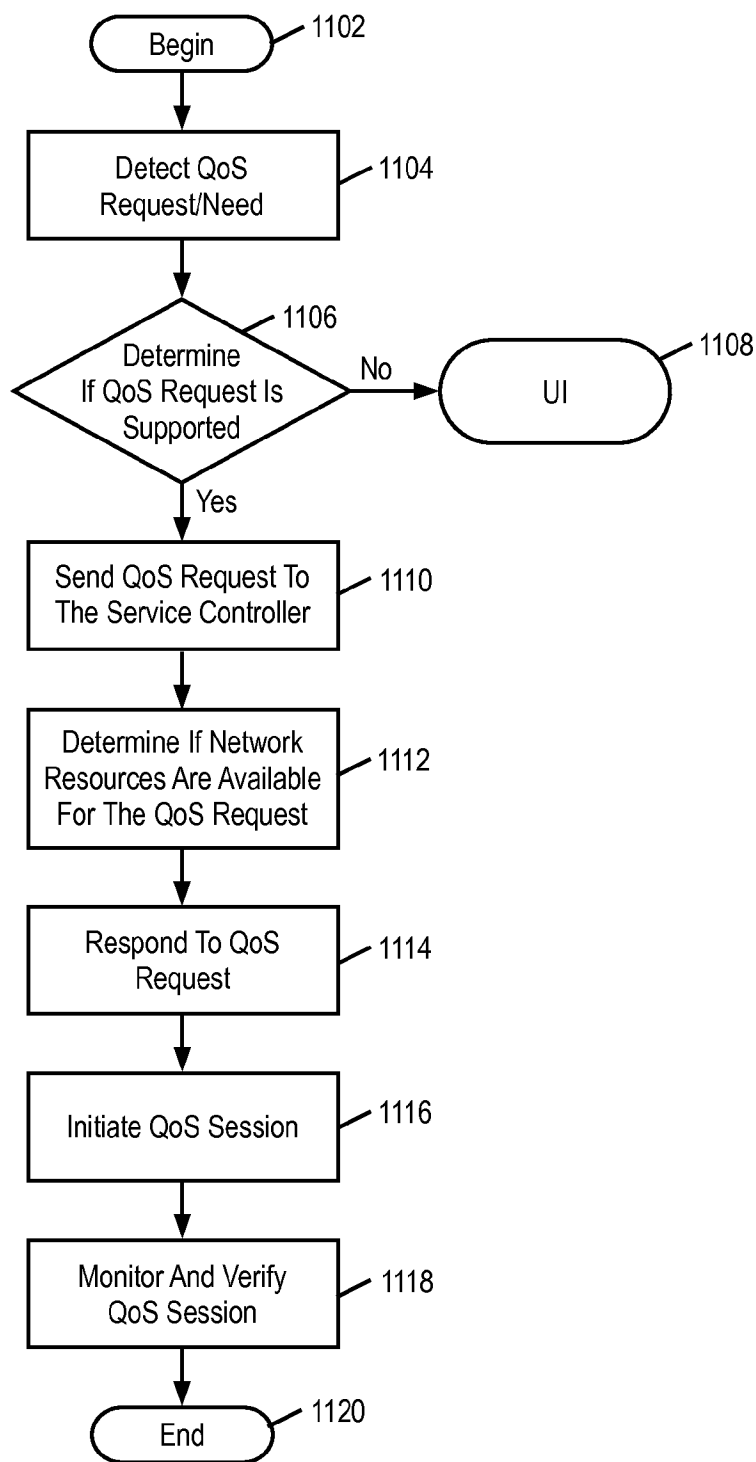 Begin
1102
Detect QoS
Request/Need
1104
1106
Determine
If QoS Request Is
Supported
No
UI
1108
Yes
Send QoS Request To
The Service Controller
1110
Determine If Network
Resources Are Available
For The QoS Request
1112
Respond To QoS
Request
1114
Initiate QoS Session
1116
Monitor And Verify
QoS Session
1118
End
1120